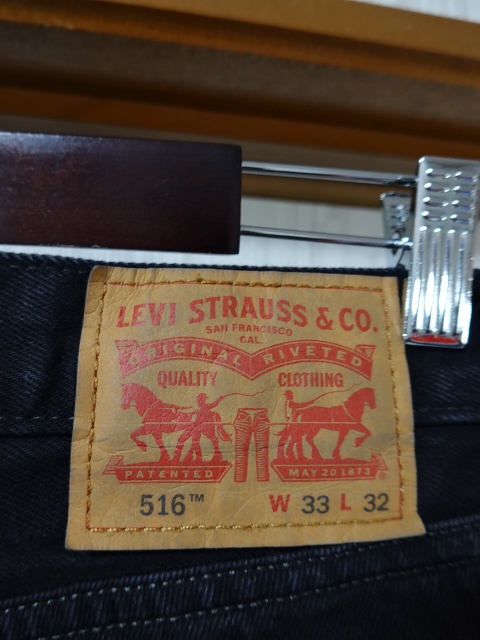 LEVI STRAUSS & CO.
SAN FRANCISCO
CAL.
ORIGINAL RIVETED
QUALITY CLOTHING
PATENTED MAY 20 1873
516™ W 33 L 32